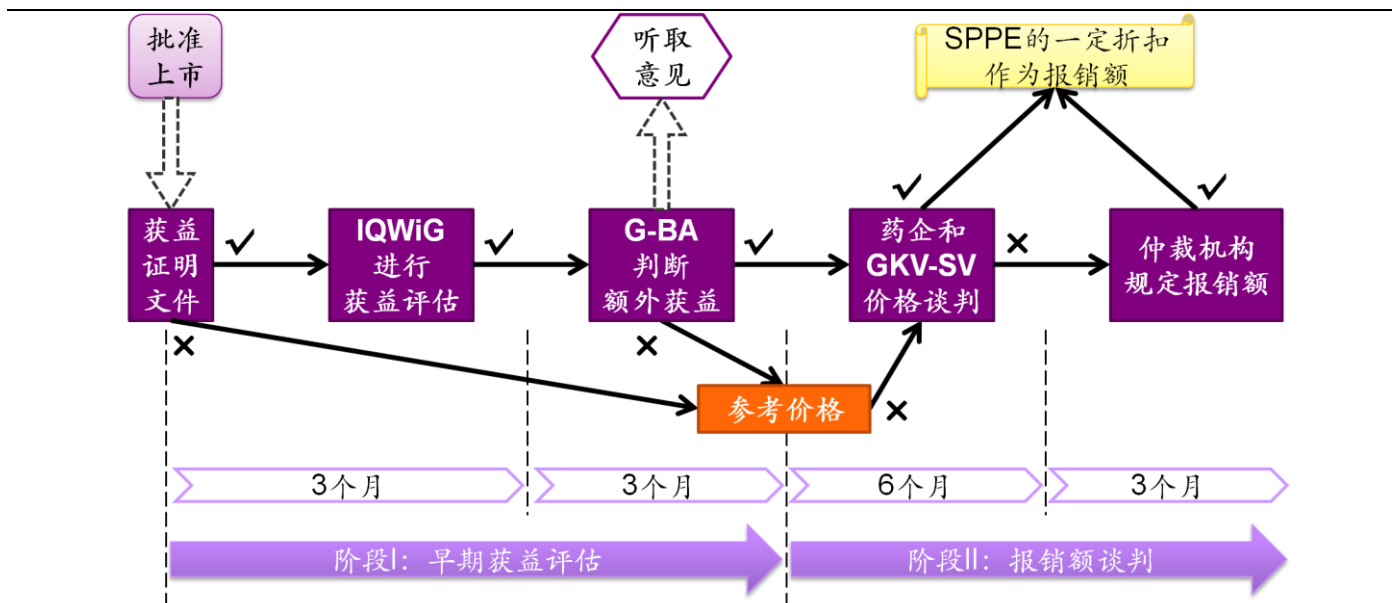 批准
上市
听取
意见
SPPE的一定折扣
作为报销额
获益
证明
文件
IQWiG
进行
获益评估
G-BA
判断
额外获益
药企和
GKV-SV
价格谈判
仲裁机构
规定报销额
参考价格
3个月
3个月
6个月
3个月
阶段I：早期获益评估
阶段II：报销额谈判